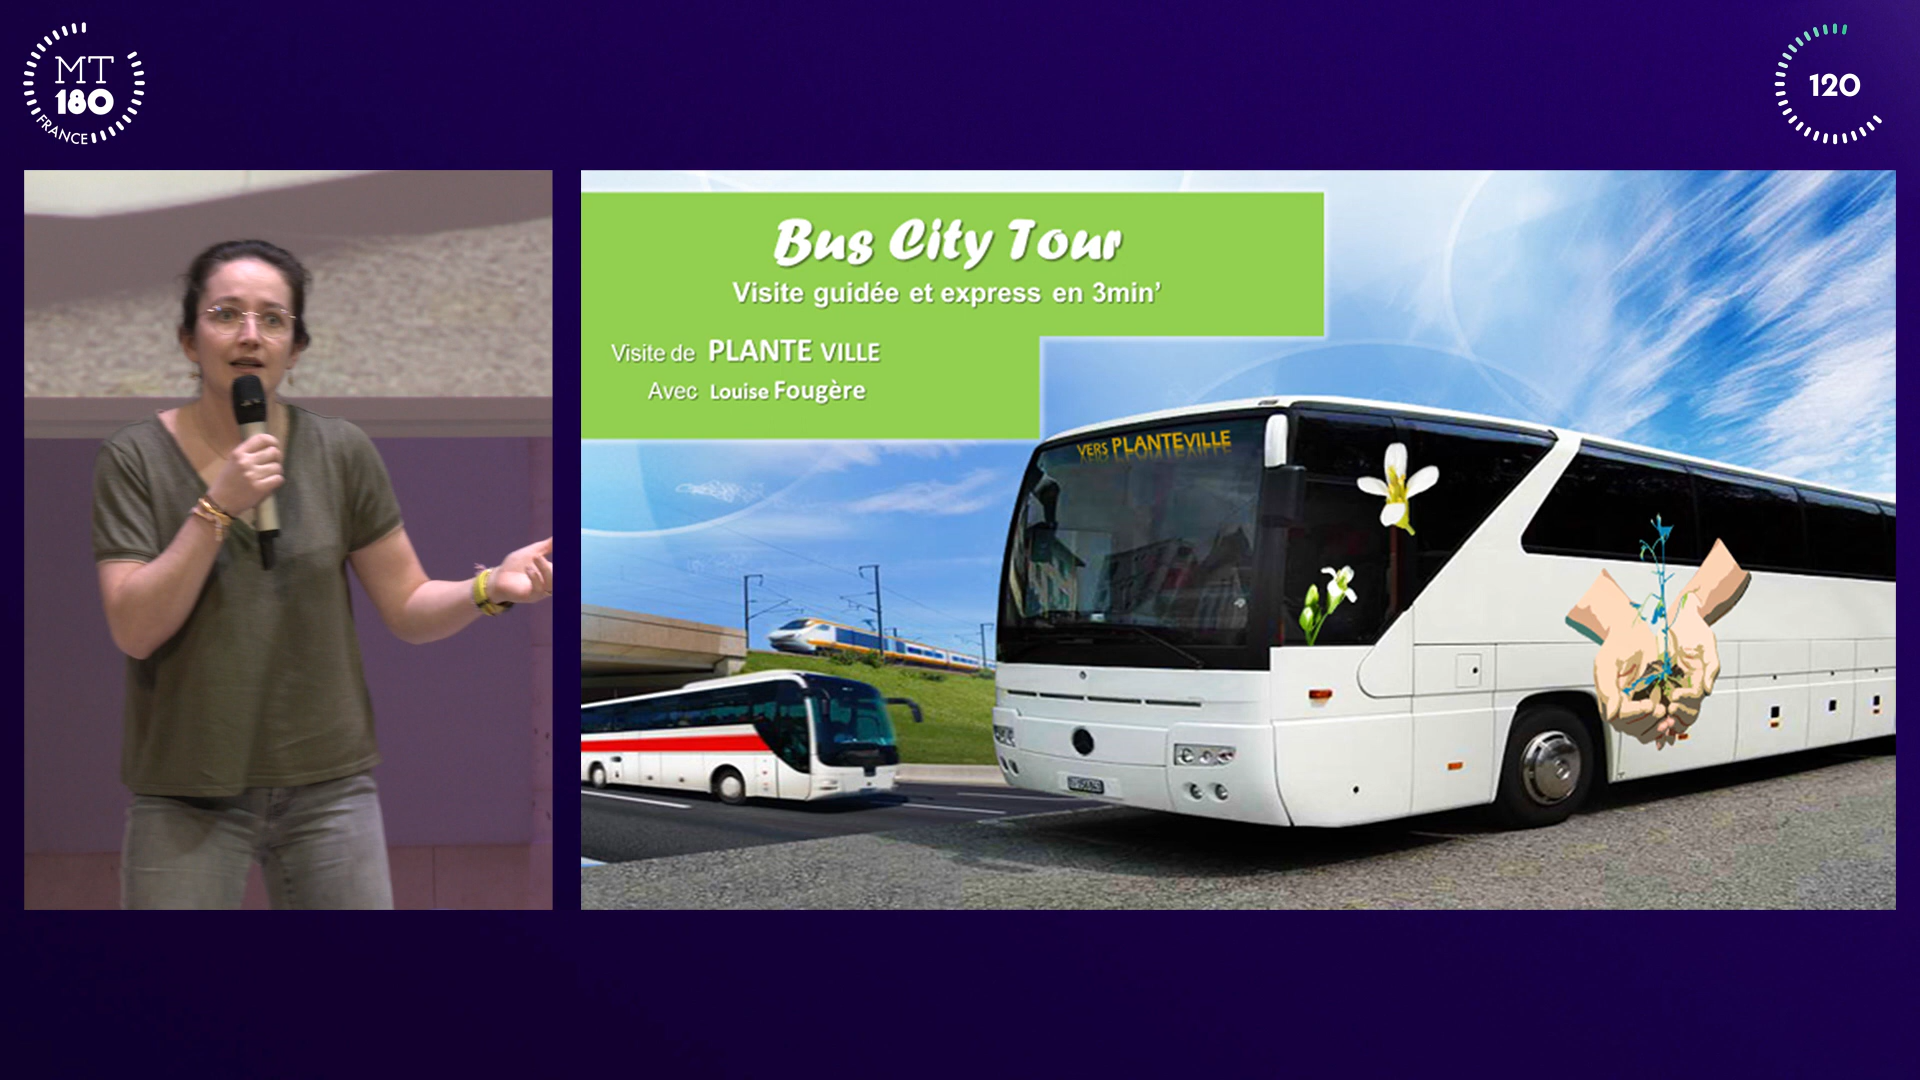 MT
180
FRANCE
120
Bus City Tour
Visite guidée et express en 3min’
Visite de PLANTE VILLE
Avec Louise Fougère
VERS PLANTEVILLE